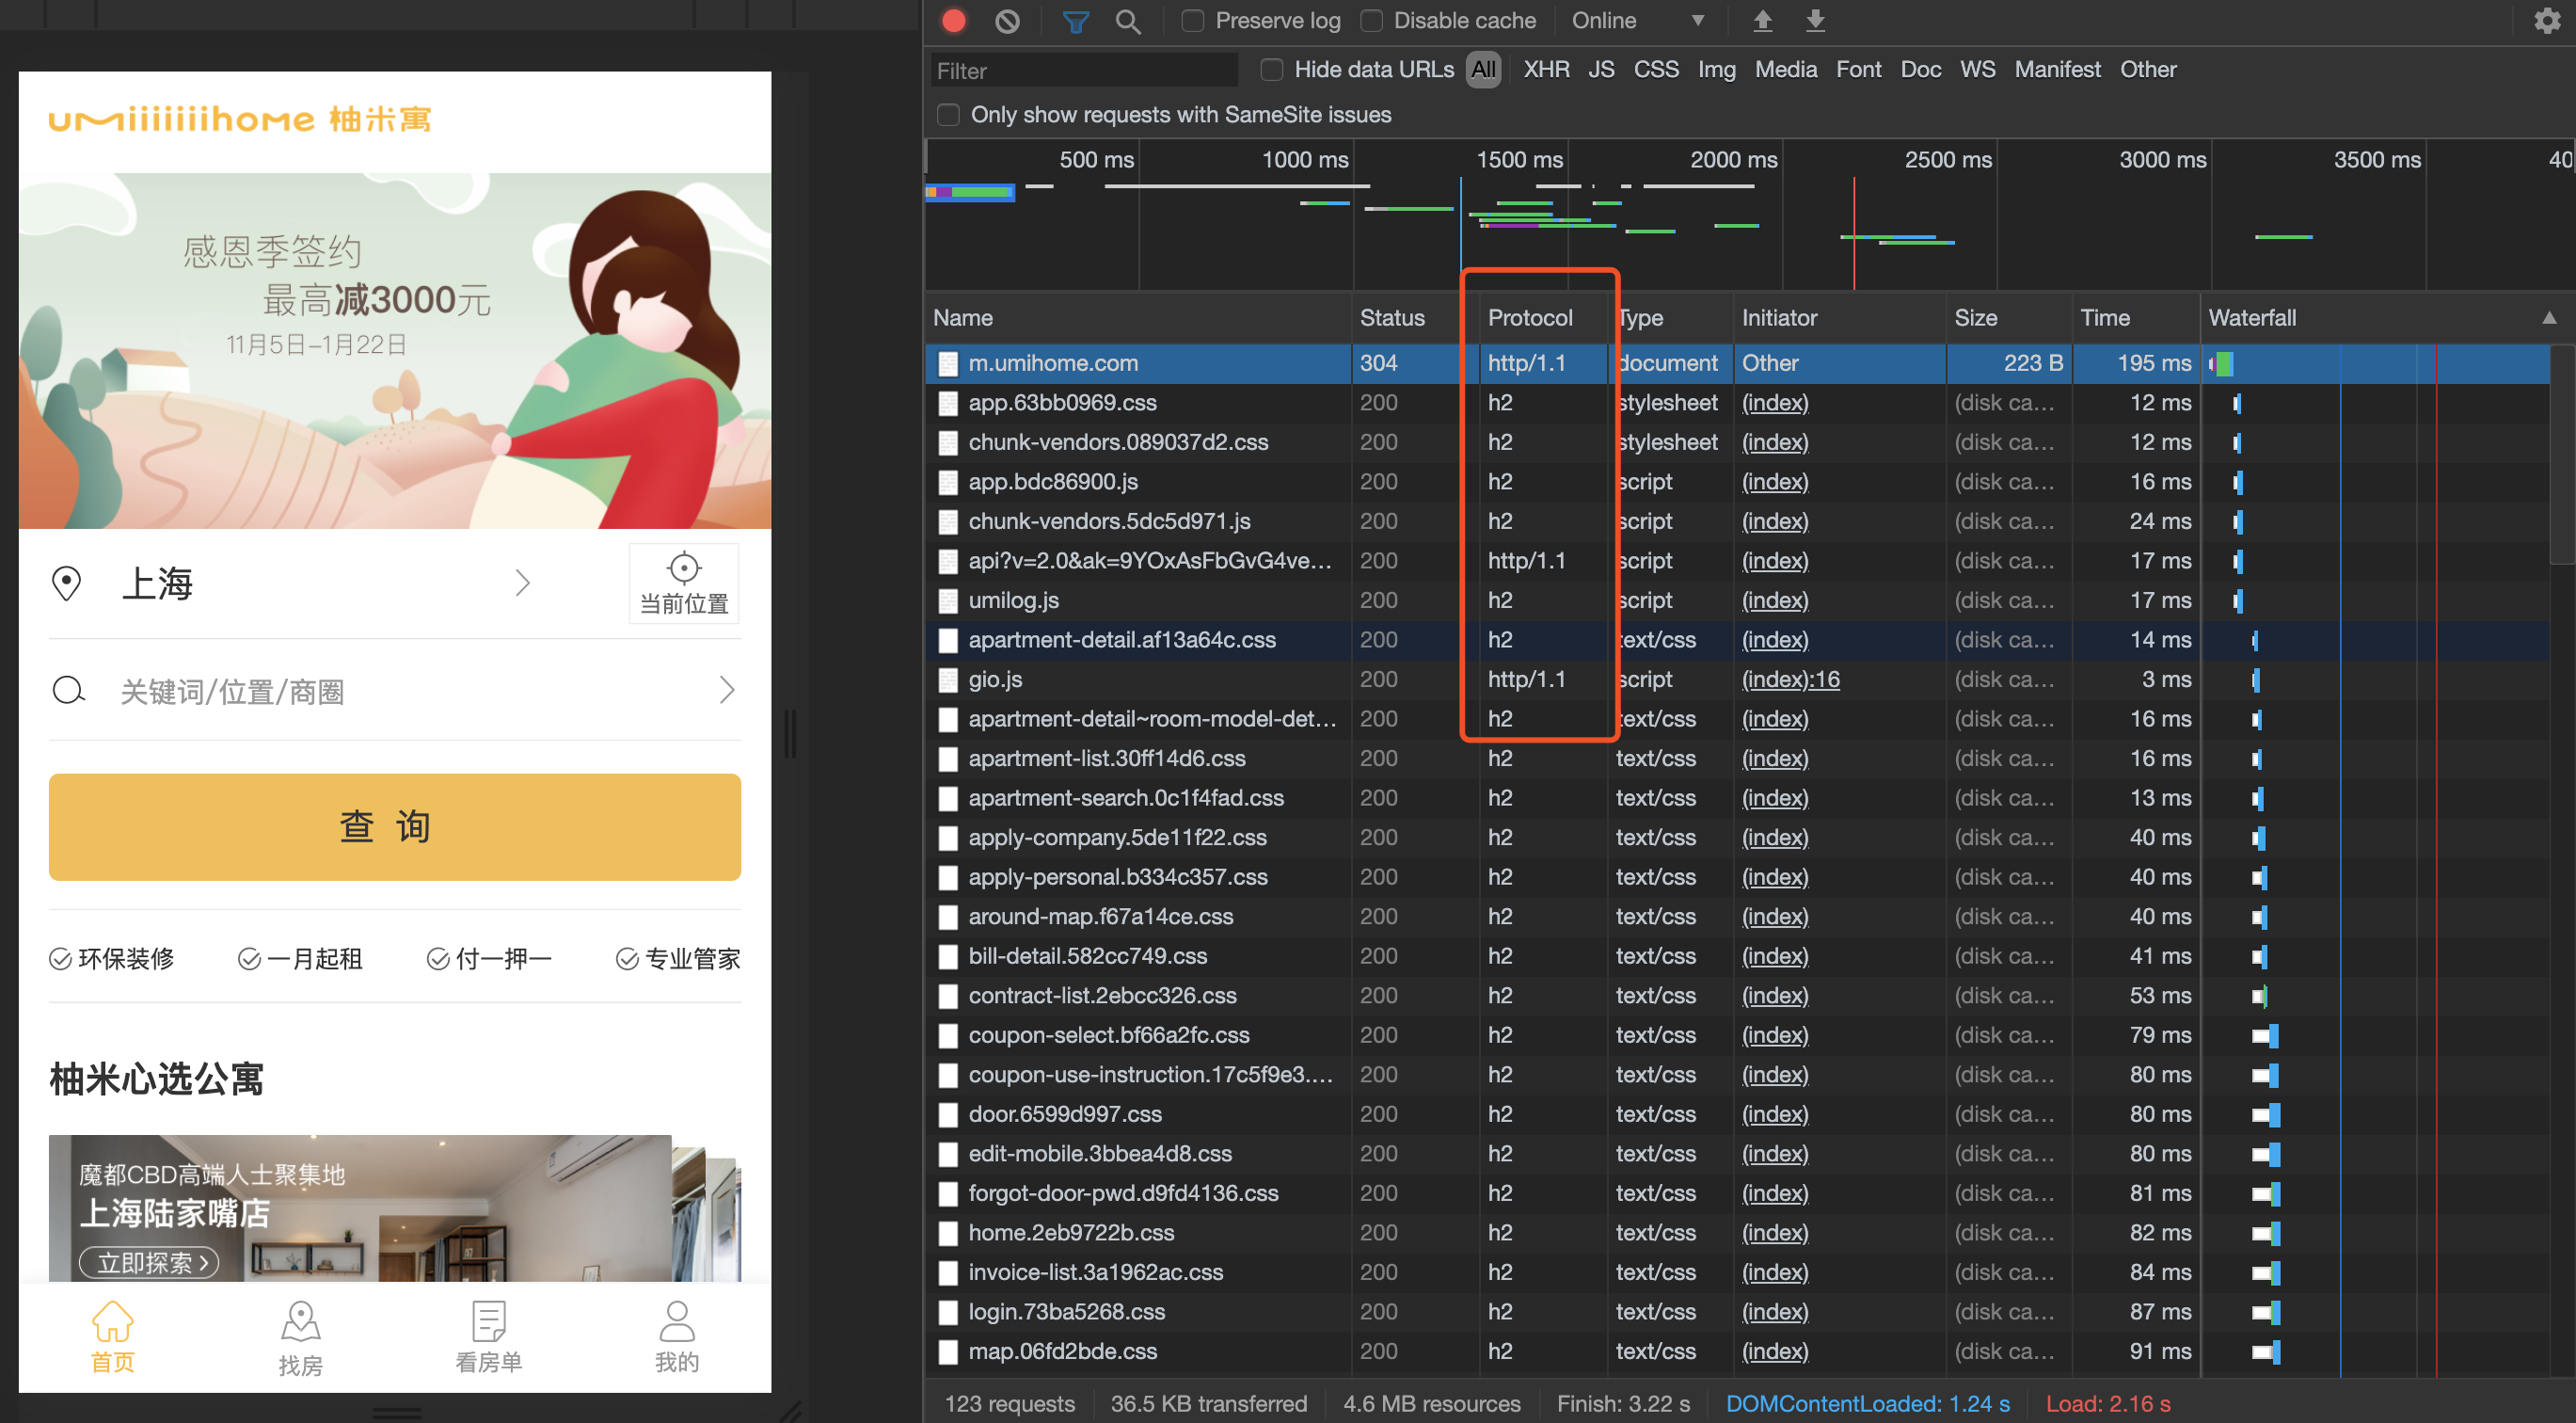 umiiiiiiihome 柚米寓
感恩季签约
最高减3000元
11月5日–1月22日
上海
当前位置
关键词/位置/商圈
查 询
环保装修 一月起租 付一押一 专业管家
柚米心选公寓
魔都CBD高端人士聚集地
上海陆家嘴店
立即探索
首页 找房 看房单 我的
Preserve log Disable cache Online
Filter Hide data URLs All XHR JS CSS Img Media Font Doc WS Manifest Other
Only show requests with SameSite issues
500 ms 1000 ms 1500 ms 2000 ms 2500 ms 3000 ms 3500 ms 40
Name Status Protocol Type Initiator Size Time Waterfall
m.umihome.com 304 http/1.1 document Other 223 B 195 ms
app.63bb0969.css 200 h2 stylesheet (index) (disk ca... 12 ms
chunk-vendors.089037d2.css 200 h2 stylesheet (index) (disk ca... 12 ms
app.bdc86900.js 200 h2 script (index) (disk ca... 16 ms
chunk-vendors.5dc5d971.js 200 h2 script (index) (disk ca... 24 ms
api?v=2.0&ak=9YOxAsFbGvG4ve... 200 http/1.1 script (index) (disk ca... 17 ms
umilog.js 200 h2 script (index) (disk ca... 17 ms
apartment-detail.af13a64c.css 200 h2 text/css (index) (disk ca... 14 ms
gio.js 200 http/1.1 script (index):16 (disk ca... 3 ms
apartment-detail~room-model-det... 200 h2 text/css (index) (disk ca... 16 ms
apartment-list.30ff14d6.css 200 h2 text/css (index) (disk ca... 16 ms
apartment-search.0c1f4fad.css 200 h2 text/css (index) (disk ca... 13 ms
apply-company.5de11f22.css 200 h2 text/css (index) (disk ca... 40 ms
apply-personal.b334c357.css 200 h2 text/css (index) (disk ca... 40 ms
around-map.f67a14ce.css 200 h2 text/css (index) (disk ca... 40 ms
bill-detail.582cc749.css 200 h2 text/css (index) (disk ca... 41 ms
contract-list.2ebcc326.css 200 h2 text/css (index) (disk ca... 53 ms
coupon-select.bf66a2fc.css 200 h2 text/css (index) (disk ca... 79 ms
coupon-use-instruction.17c5f9e3.... 200 h2 text/css (index) (disk ca... 80 ms
door.6599d997.css 200 h2 text/css (index) (disk ca... 80 ms
edit-mobile.3bbea4d8.css 200 h2 text/css (index) (disk ca... 80 ms
forgot-door-pwd.d9fd4136.css 200 h2 text/css (index) (disk ca... 81 ms
home.2eb9722b.css 200 h2 text/css (index) (disk ca... 82 ms
invoice-list.3a1962ac.css 200 h2 text/css (index) (disk ca... 84 ms
login.73ba5268.css 200 h2 text/css (index) (disk ca... 87 ms
map.06fd2bde.css 200 h2 text/css (index) (disk ca... 91 ms
123 requests 36.5 KB transferred 4.6 MB resources Finish: 3.22 s DOMContentLoaded: 1.24 s Load: 2.16 s